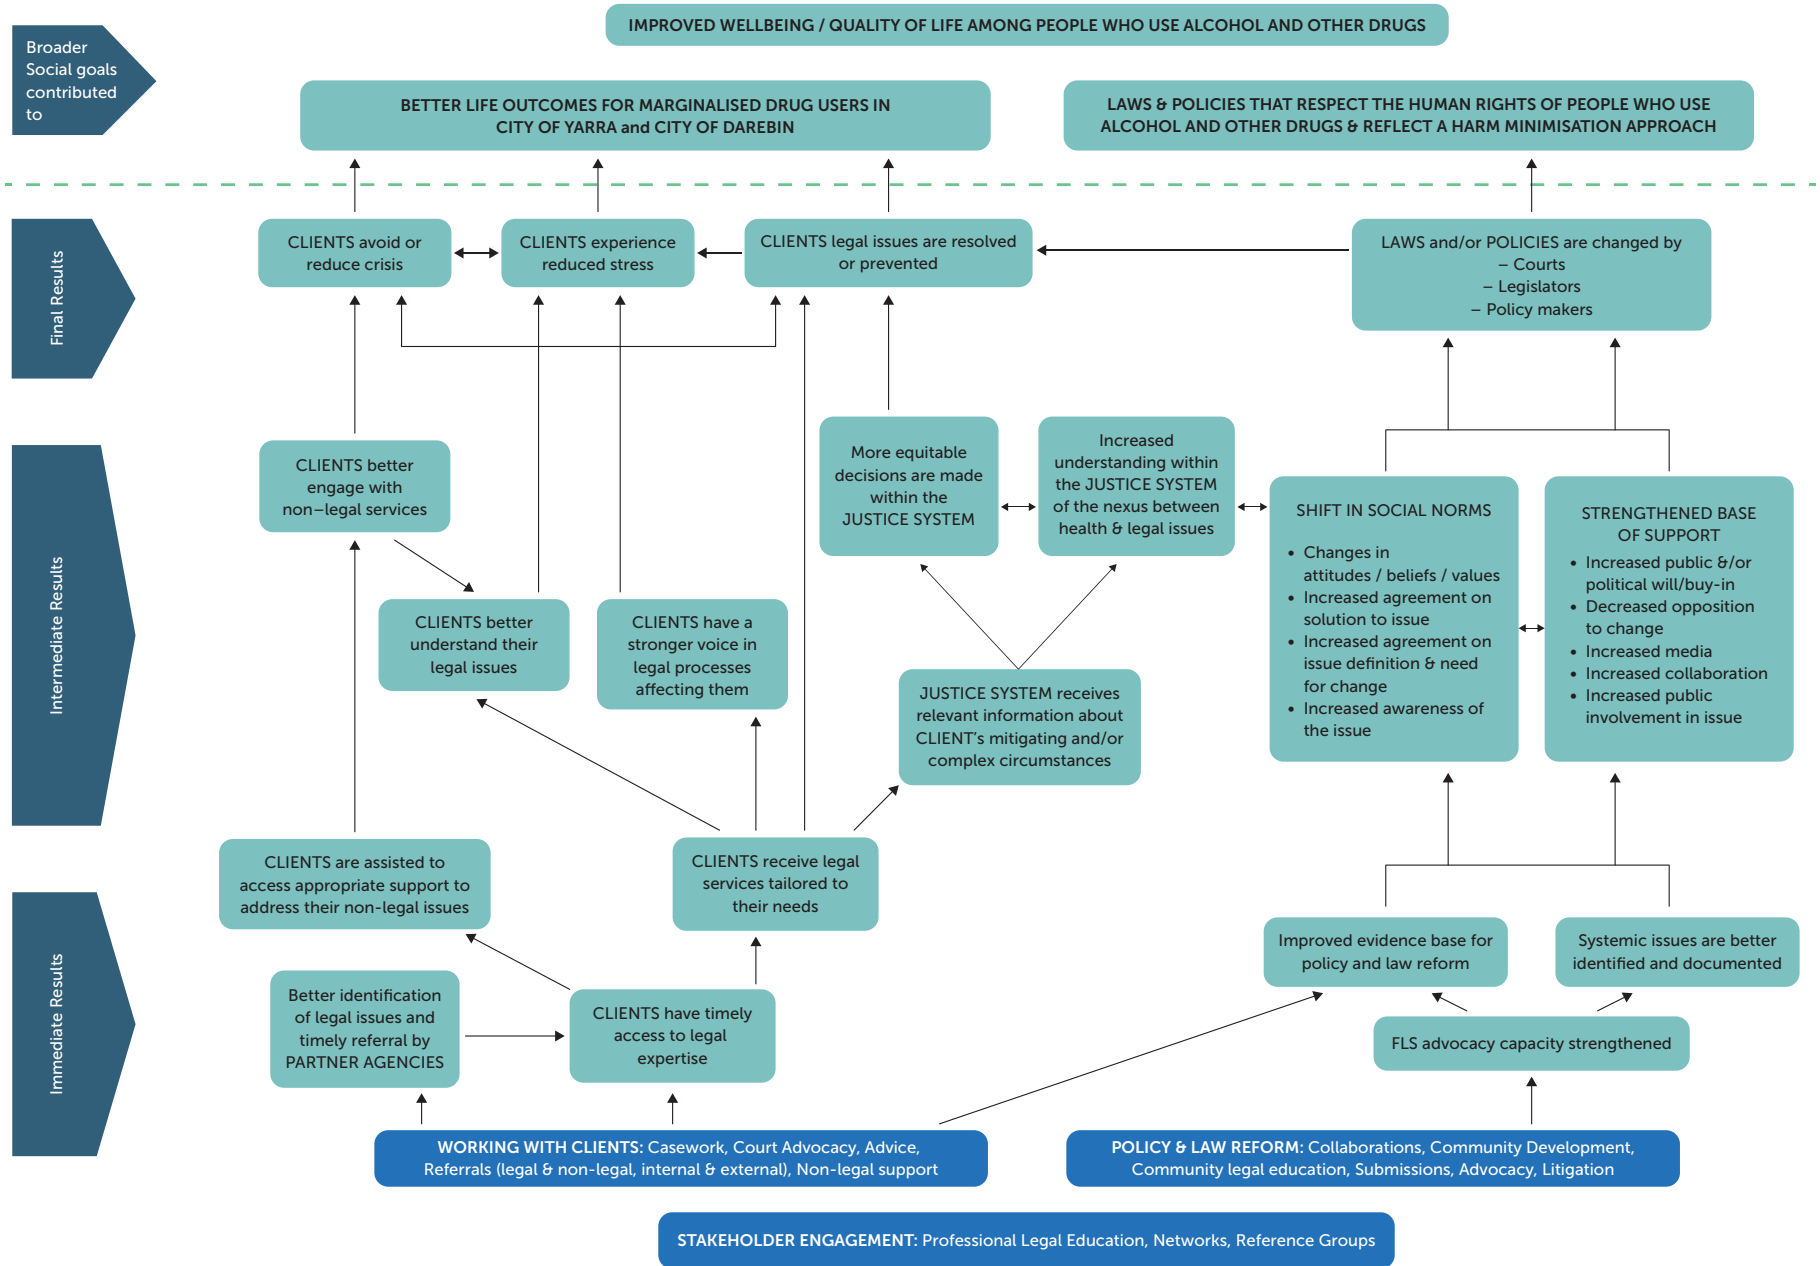 IMPROVED WELLBEING / QUALITY OF LIFE AMONG PEOPLE WHO USE ALCOHOL AND OTHER DRUGS
Broader
Social goals
contributed
to
BETTER LIFE OUTCOMES FOR MARGINALISED DRUG USERS IN
CITY OF YARRA and CITY OF DAREBIN
LAWS & POLICIES THAT RESPECT THE HUMAN RIGHTS OF PEOPLE WHO USE
ALCOHOL AND OTHER DRUGS & REFLECT A HARM MINIMISATION APPROACH
Final Results
CLIENTS avoid or
reduce crisis
CLIENTS experience
reduced stress
CLIENTS legal issues are resolved
or prevented
LAWS and/or POLICIES are changed by
– Courts
– Legislators
– Policy makers
Intermediate Results
CLIENTS better
engage with
non–legal services
More equitable
decisions are made
within the
JUSTICE SYSTEM
Increased
understanding within
the JUSTICE SYSTEM
of the nexus between
health & legal issues
SHIFT IN SOCIAL NORMS
• Changes in
attitudes / beliefs / values
• Increased agreement on
solution to issue
• Increased agreement on
issue definition & need
for change
• Increased awareness of
the issue
STRENGTHENED BASE
OF SUPPORT
• Increased public &/or
political will/buy-in
• Decreased opposition
to change
• Increased media
• Increased collaboration
• Increased public
involvement in issue
CLIENTS better
understand their
legal issues
CLIENTS have a
stronger voice in
legal processes
affecting them
JUSTICE SYSTEM receives
relevant information about
CLIENT's mitigating and/or
complex circumstances
CLIENTS are assisted to
access appropriate support to
address their non-legal issues
CLIENTS receive legal
services tailored to
their needs
Immediate Results
Better identification
of legal issues and
timely referral by
PARTNER AGENCIES
CLIENTS have timely
access to legal
expertise
Improved evidence base for
policy and law reform
Systemic issues are better
identified and documented
FLS advocacy capacity strengthened
WORKING WITH CLIENTS: Casework, Court Advocacy, Advice,
Referrals (legal & non-legal, internal & external), Non-legal support
POLICY & LAW REFORM: Collaborations, Community Development,
Community legal education, Submissions, Advocacy, Litigation
STAKEHOLDER ENGAGEMENT: Professional Legal Education, Networks, Reference Groups